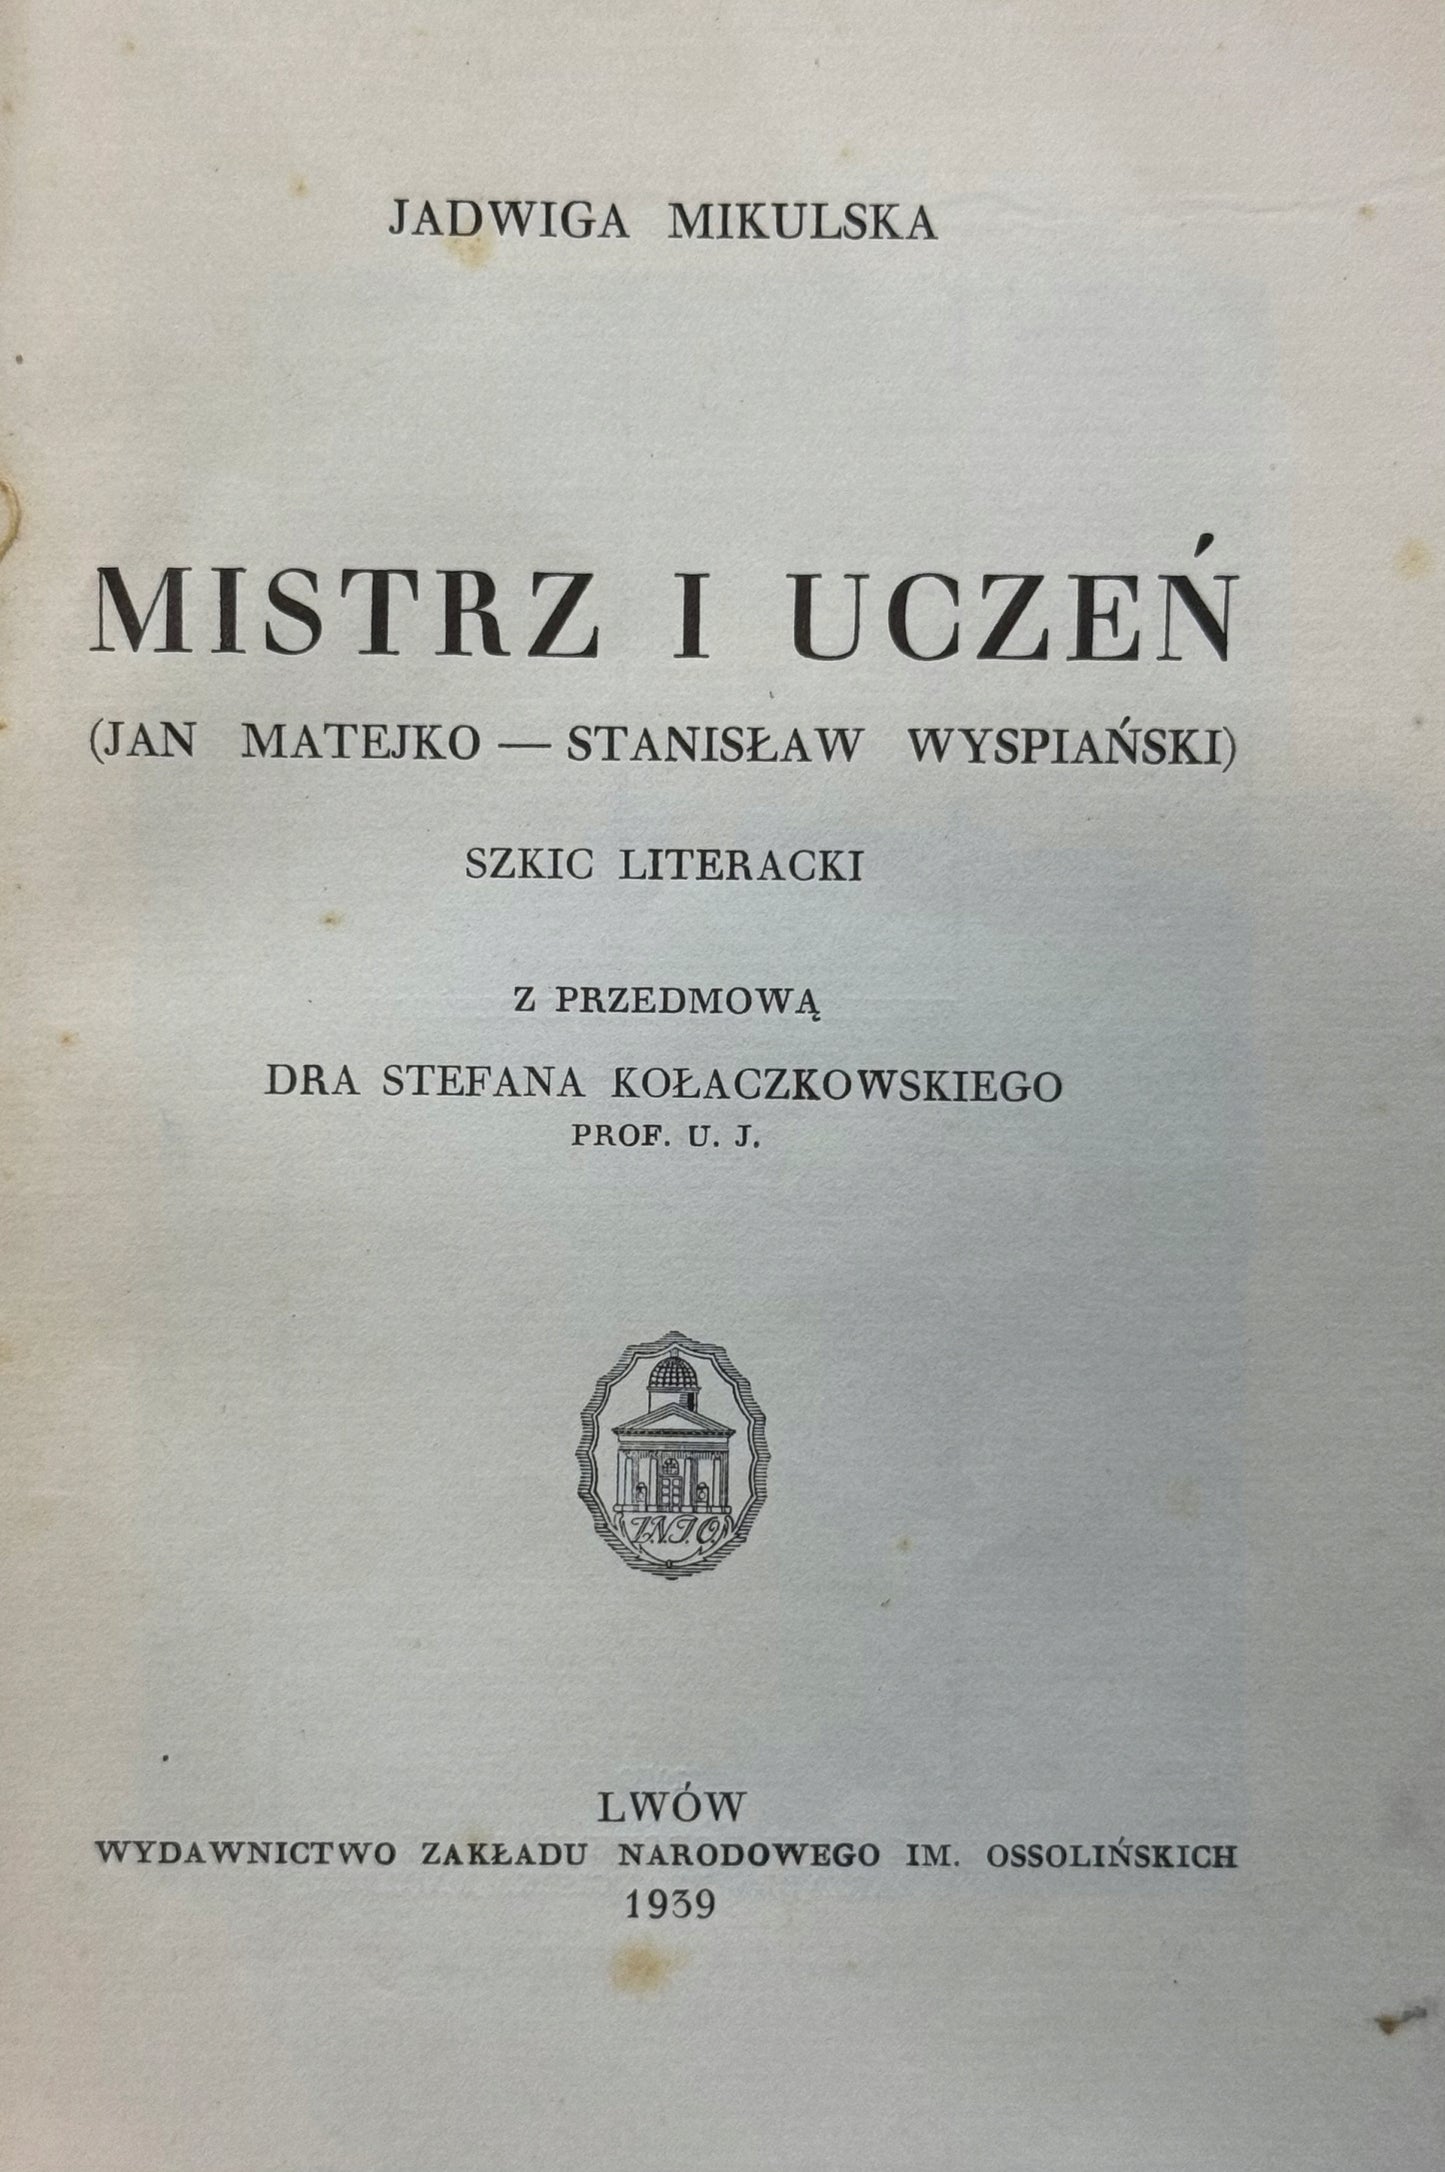 JADWIGA MIKULSKA
MISTRZ I UCZEŃ
(JAN MATEJKO — STANISŁAW WYSPIAŃSKI)
SZKIC LITERACKI
Z PRZEDMOWĄ
DRA STEFANA KOŁACZKOWSKIEGO
PROF. U. J.
Z.N.I.O.
LWÓW
WYDAWNICTWO ZAKŁADU NARODOWEGO IM. OSSOLIŃSKICH
1939